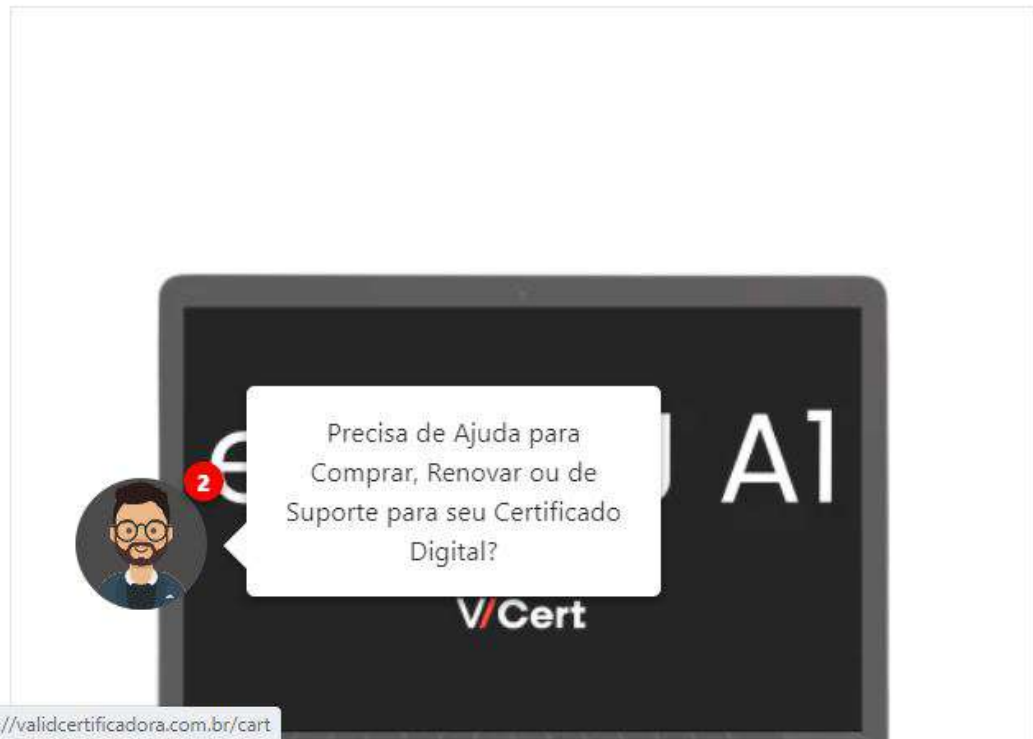 Precisa de Ajuda para
Comprar, Renovar ou de
Suporte para seu Certificado
Digital?
2
A1
V/Cert
//validcertificadora.com.br/cart